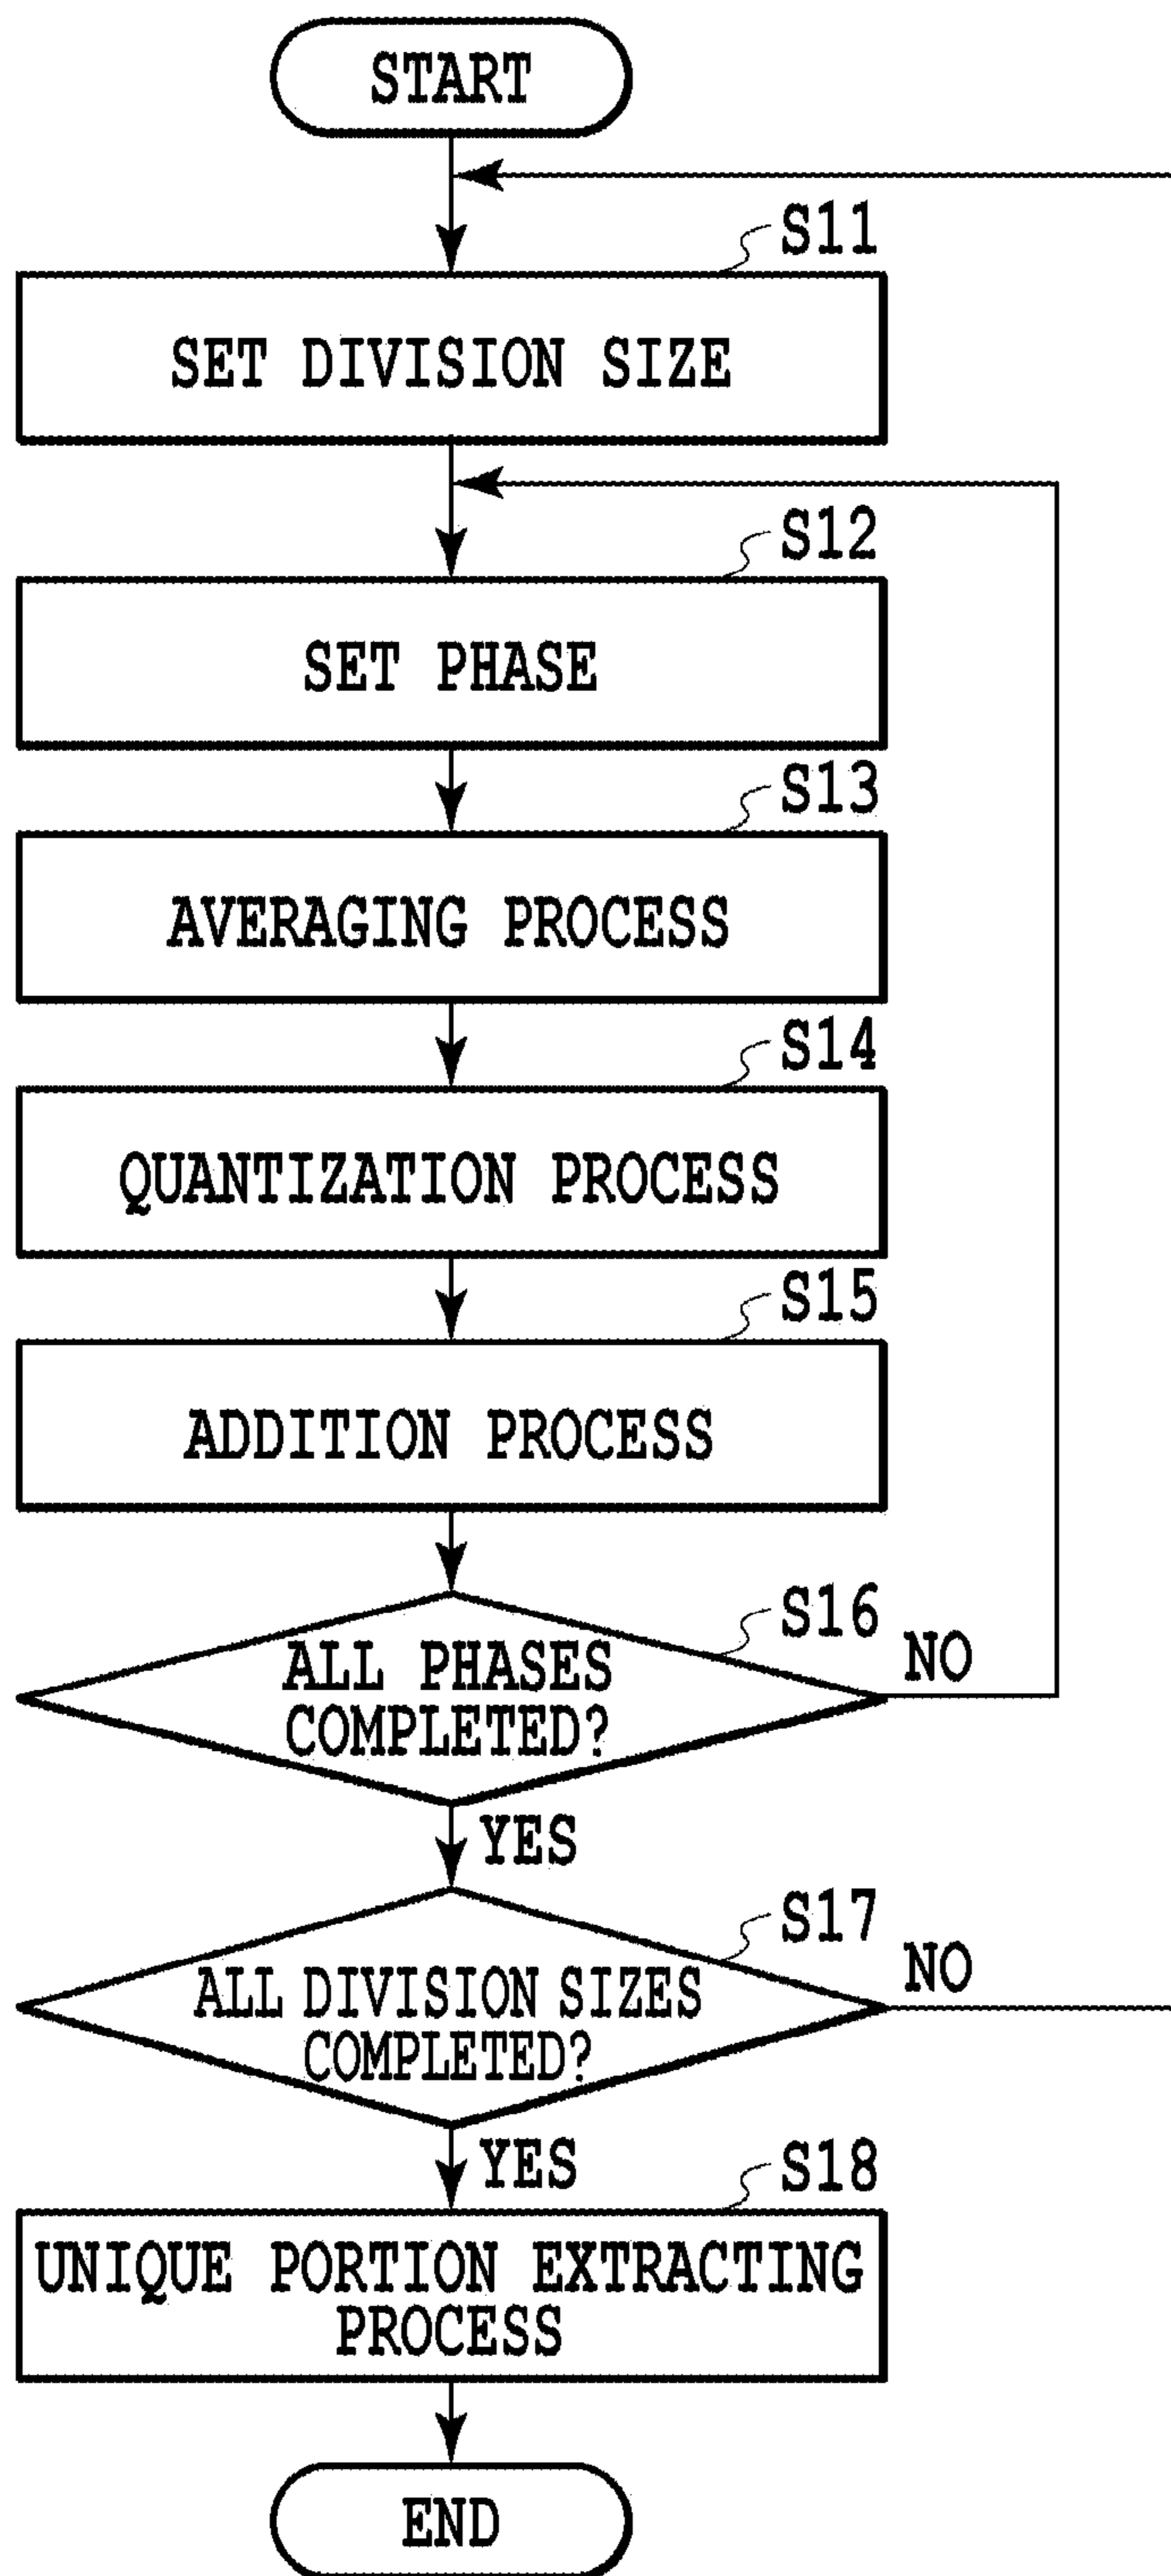 START
S11
SET DIVISION SIZE
S12
SET PHASE
S13
AVERAGING PROCESS
S14
QUANTIZATION PROCESS
S15
ADDITION PROCESS
S16
ALL PHASES
COMPLETED?
NO
YES
S17
ALL DIVISION SIZES
COMPLETED?
NO
YES
S18
UNIQUE PORTION EXTRACTING
PROCESS
END